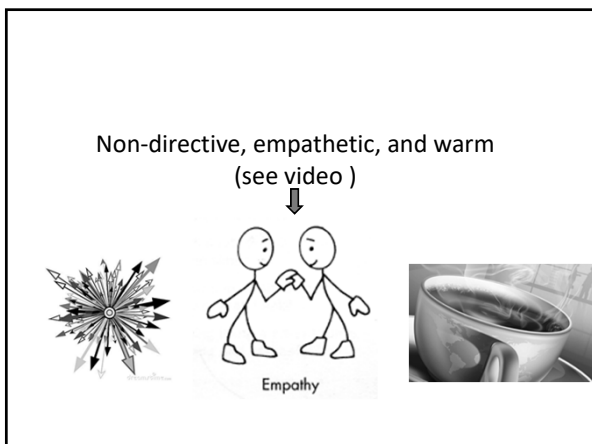 Non-directive, empathetic, and warm
(see video )
Empathy